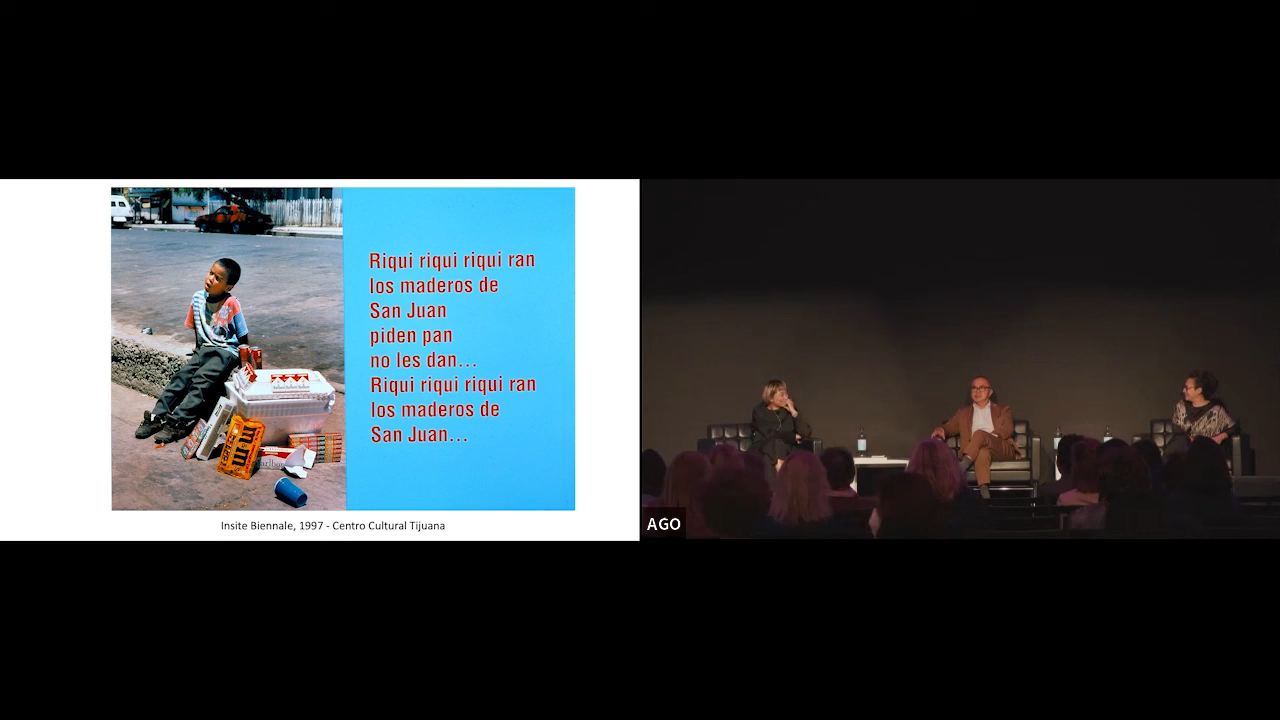 Riqui riqui riqui ran
los maderos de
San Juan
piden pan
no les dan...
Riqui riqui riqui ran
los maderos de
San Juan...
m&m
Marlboro
Insite Biennale, 1997 - Centro Cultural Tijuana
AGO